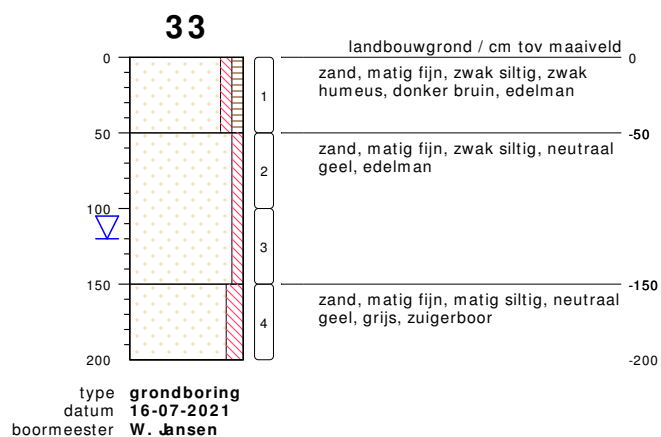 33
landbouwgrond / cm tov maaiveld
0
0
zand, matig fijn, zwak siltig, zwak
humeus, donker bruin, edelman
1
50
-50
zand, matig fijn, zwak siltig, neutraal
geel, edelman
2
100
3
150
-150
zand, matig fijn, matig siltig, neutraal
geel, grijs, zuigerboor
4
200
-200
type grondboring
datum 16-07-2021
boormeester W. Jansen